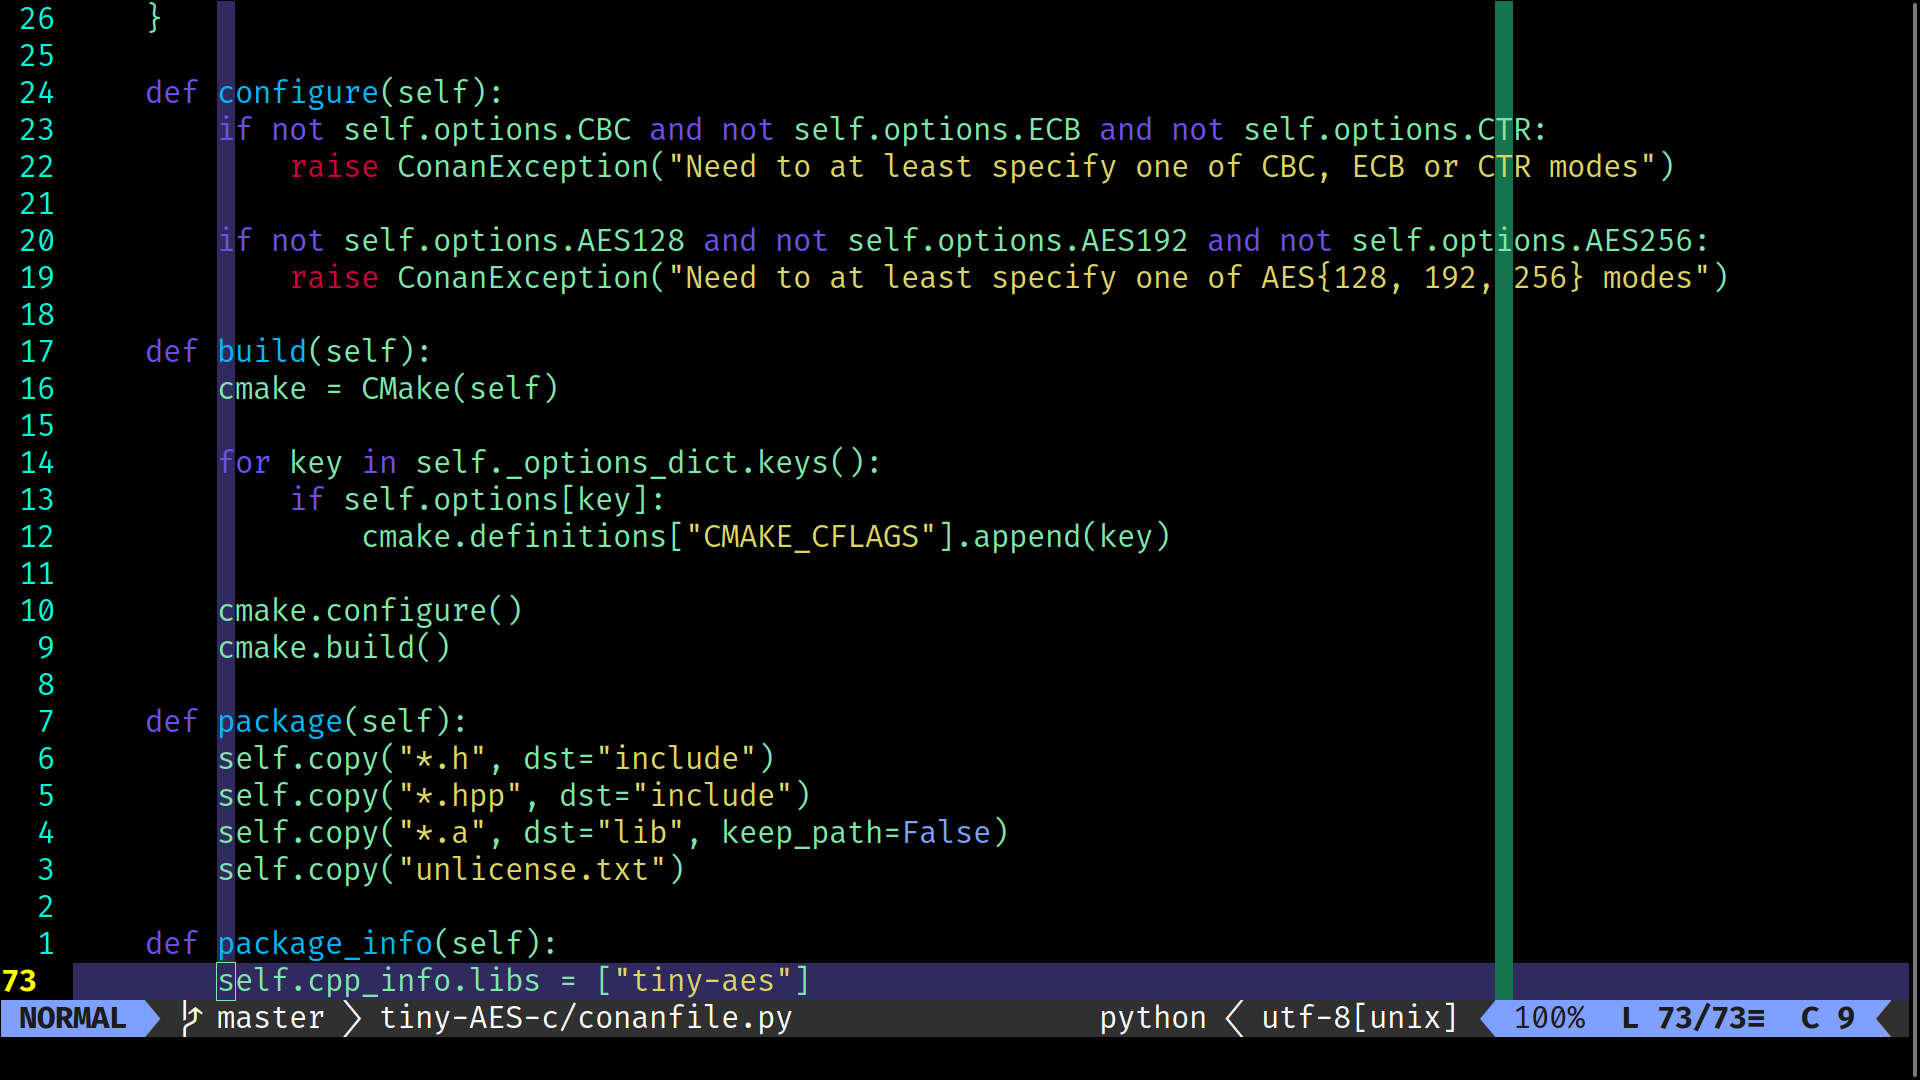 26     }
25
24     def configure(self):
23         if not self.options.CBC and not self.options.ECB and not self.options.CTR:
22             raise ConanException("Need to at least specify one of CBC, ECB or CTR modes")
21
20         if not self.options.AES128 and not self.options.AES192 and not self.options.AES256:
19             raise ConanException("Need to at least specify one of AES{128, 192, 256} modes")
18
17     def build(self):
16         cmake = CMake(self)
15
14         for key in self._options_dict.keys():
13             if self.options[key]:
12                 cmake.definitions["CMAKE_CFLAGS"].append(key)
11
10         cmake.configure()
9         cmake.build()
8
7     def package(self):
6         self.copy("*.h", dst="include")
5         self.copy("*.hpp", dst="include")
4         self.copy("*.a", dst="lib", keep_path=False)
3         self.copy("unlicense.txt")
2
1     def package_info(self):
73         self.cpp_info.libs = ["tiny-aes"]
NORMAL master tiny-AES-c/conanfile.py python utf-8[unix] 100% L 73/73≡ C 9